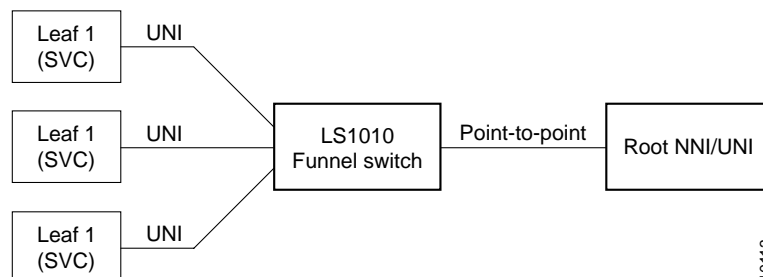 Leaf 1
(SVC)
UNI
Leaf 1
(SVC)
UNI
LS1010
Funnel switch
Point-to-point
Root NNI/UNI
Leaf 1
(SVC)
UNI